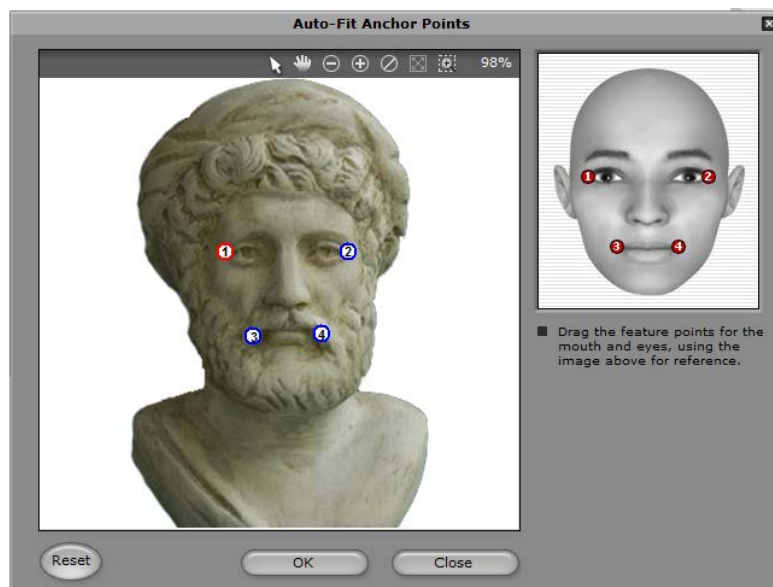 Auto-Fit Anchor Points
98%
1
2
3
4
1
2
3
4
Drag the feature points for the
mouth and eyes, using the
image above for reference.
Reset
OK
Close